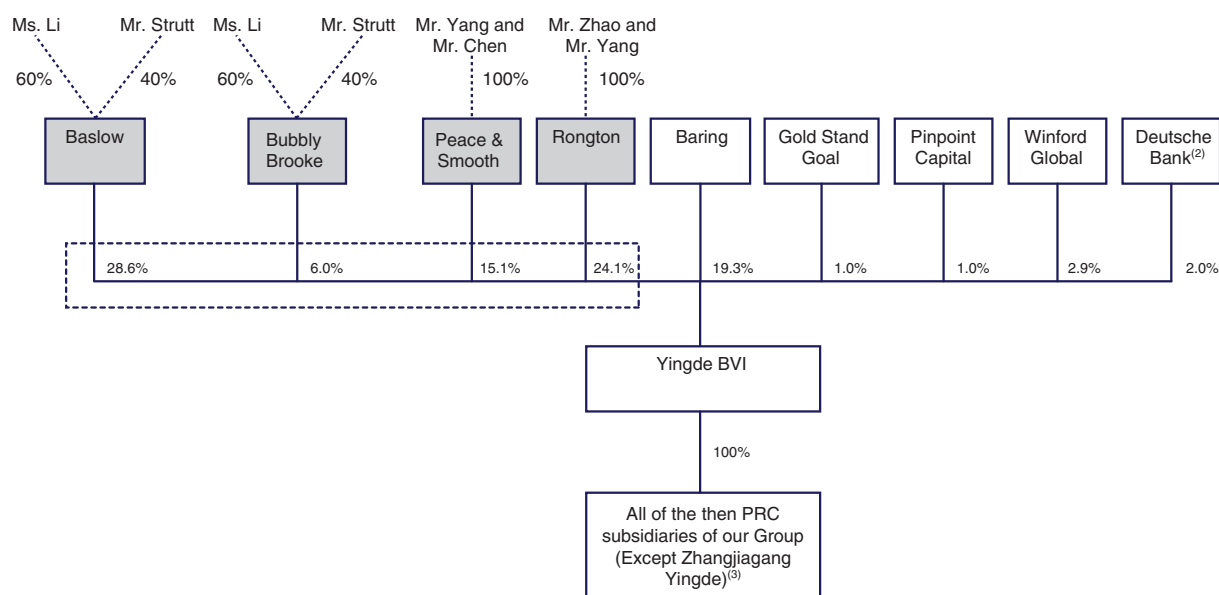 Ms. Li
Mr. Strutt
Ms. Li
Mr. Strutt
Mr. Yang and
Mr. Chen
Mr. Zhao and
Mr. Yang
60%
40%
60%
40%
100%
100%
Baslow
Bubbly
Brooke
Peace &
Smooth
Rongton
Baring
Gold Stand
Goal
Pinpoint
Capital
Winford
Global
Deutsche
Bank(2)
28.6%
6.0%
15.1%
24.1%
19.3%
1.0%
1.0%
2.9%
2.0%
Yingde BVI
100%
All of the then PRC
subsidiaries of our Group
(Except Zhangjiagang
Yingde)(3)